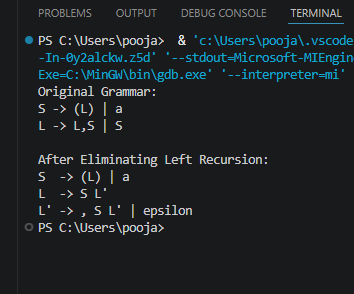 PROBLEMS OUTPUT DEBUG CONSOLE TERMINAL
PS C:\Users\pooja> & 'c:\Users\pooja\.vscode
-In-0y2alckw.z5d' '--stdout=Microsoft-MIEngin
Exe=C:\MinGW\bin\gdb.exe' '--interpreter=mi'
Original Grammar:
S -> (L) | a
L -> L,S | S
After Eliminating Left Recursion:
S  -> (L) | a
L  -> S L'
L' -> , S L' | epsilon
PS C:\Users\pooja>